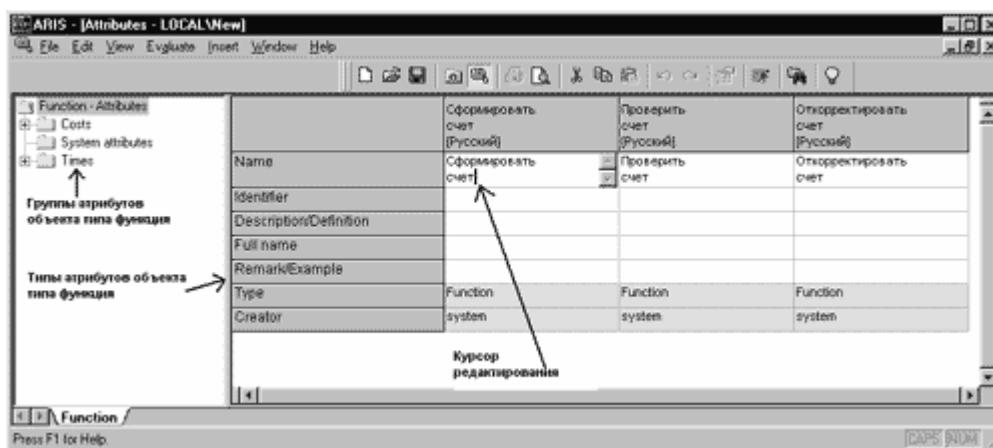 ARIS - [Attributes - LOCAL\New]
File Edit View Evaluate Insert Window Help
Function - Attributes
Costs
System attributes
Times
Группы атрибутов
объекта типа функция
Типы атрибутов объекта
типа функция
Сформировать
счет
[Русский]
Проверить
счет
[Русский]
Откорректировать
счет
[Русский]
Name
Сформировать
счет
Проверить
счет
Откорректировать
счет
Identifier
Description/Definition
Full name
Remark/Example
Type
Function
Function
Function
Creator
system
system
system
Курсор
редактирования
Function
Press F1 for Help.
CAPS NUM